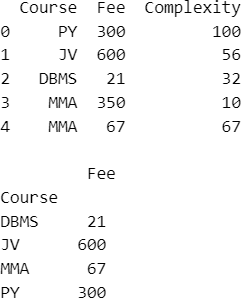 Course Fee Complexity
0 PY 300 100
1 JV 600 56
2 DBMS 21 32
3 MMA 350 10
4 MMA 67 67
Fee
Course
DBMS 21
JV 600
MMA 67
PY 300